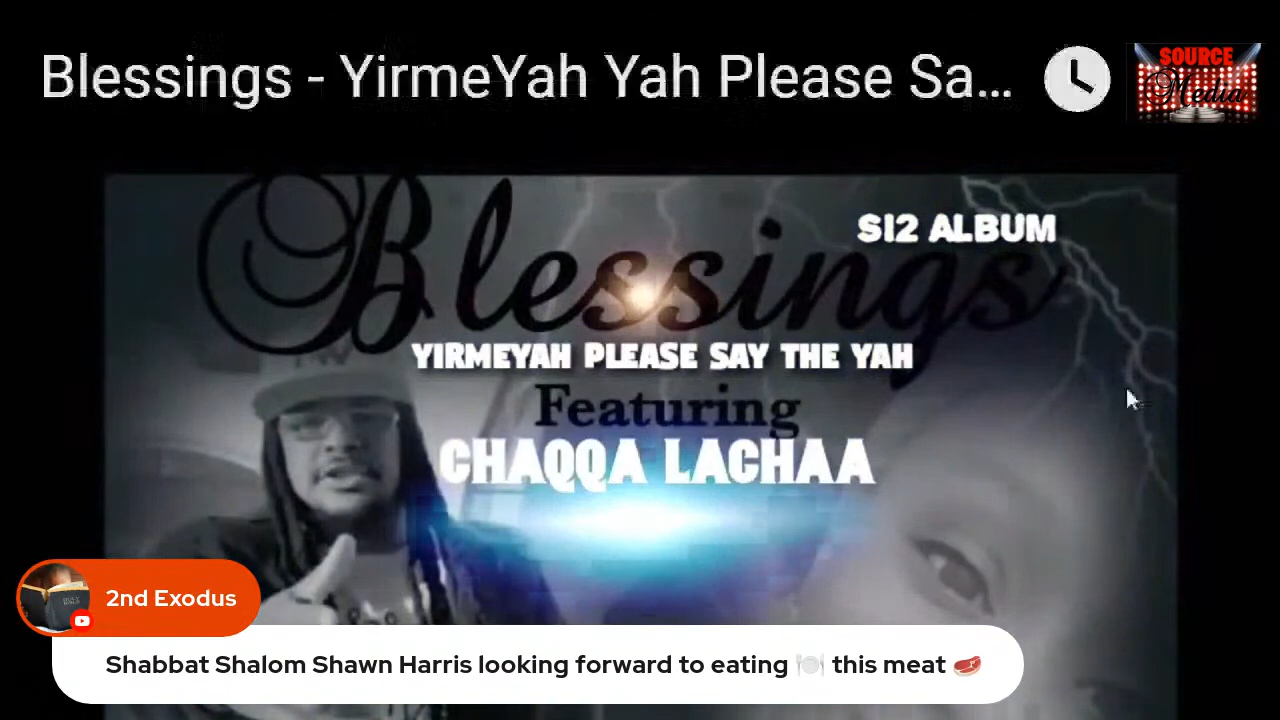 Blessings - YirmeYah Yah Please Sa...
SOURCE
Media
Blessings
SI2 ALBUM
YIRMEYAH PLEASE SAY THE YAH
Featuring
CHAQQA LACHAA
2nd Exodus
Shabbat Shalom Shawn Harris looking forward to eating 🍽️ this meat 🥩